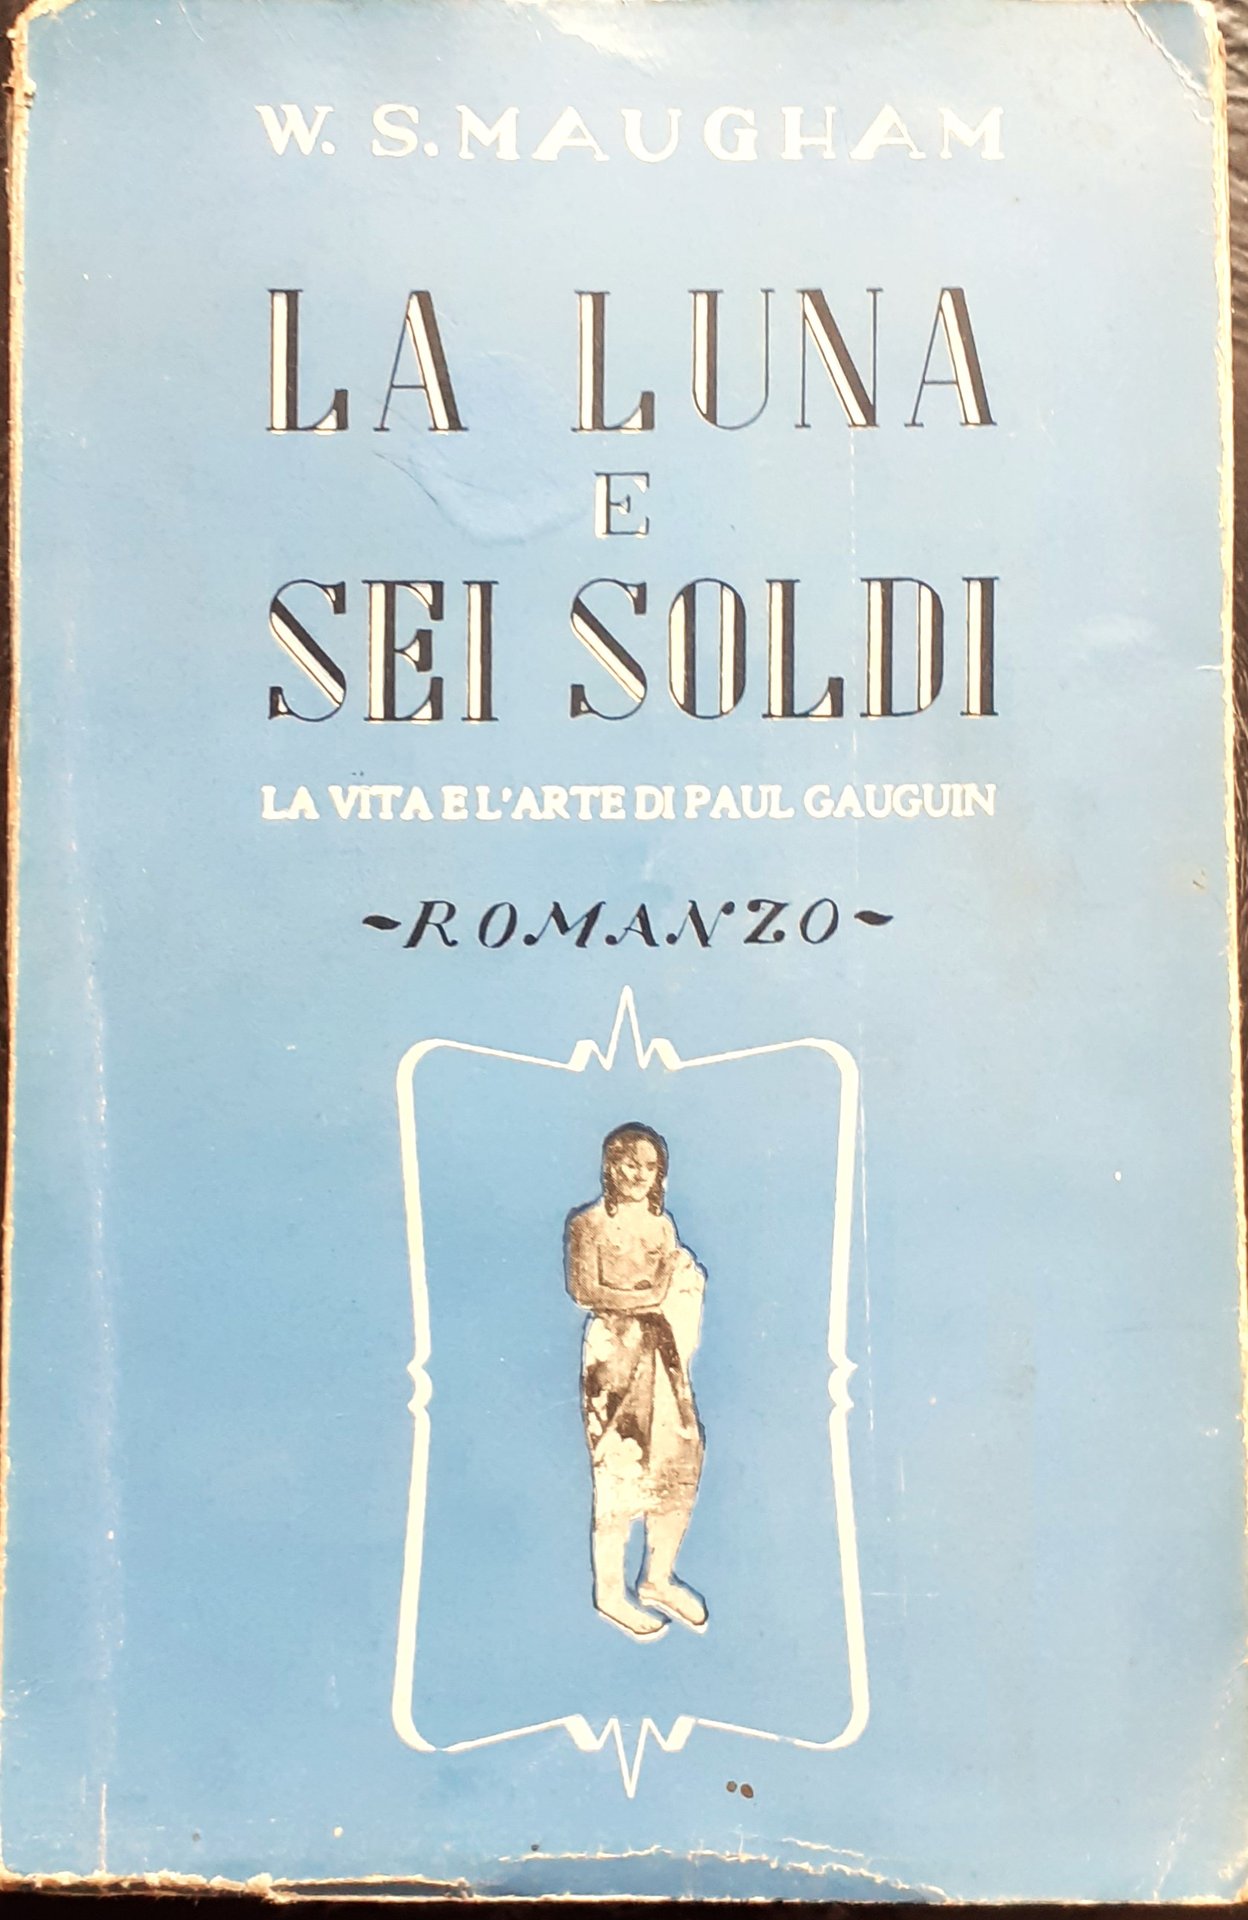 W. S. MAUGHAM
LA LUNA
E
SEI SOLDI
LA VITA E L'ARTE DI PAUL GAUGUIN
-ROMANZO-